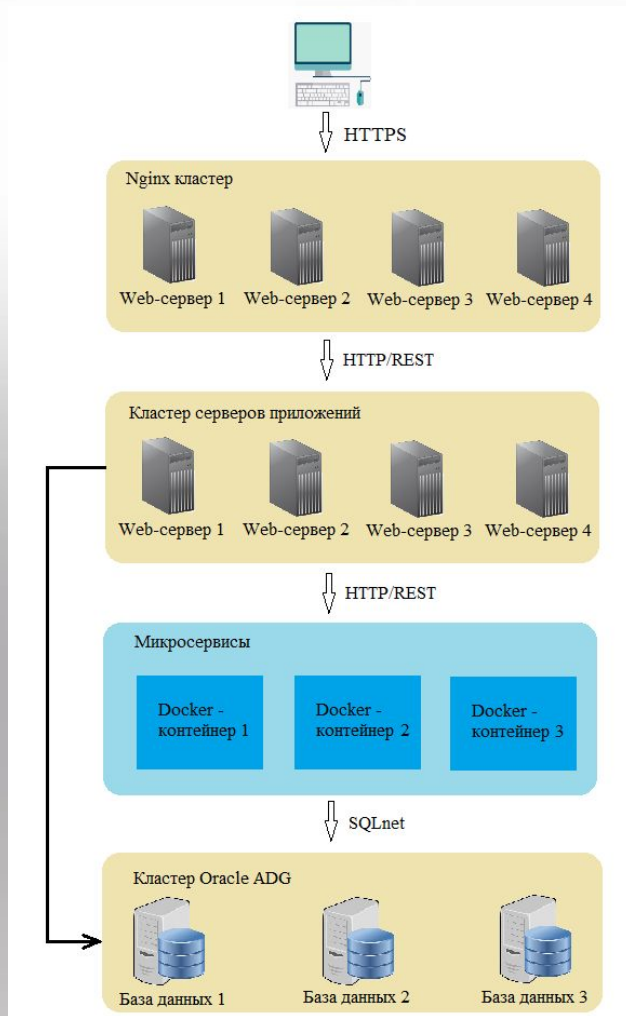 HTTPS
Nginx кластер
Web-сервер 1 Web-сервер 2 Web-сервер 3 Web-сервер 4
HTTP/REST
Кластер серверов приложений
Web-сервер 1 Web-сервер 2 Web-сервер 3 Web-сервер 4
HTTP/REST
Микросервисы
Docker -
контейнер 1
Docker -
контейнер 2
Docker -
контейнер 3
SQLnet
Кластер Oracle ADG
База данных 1 База данных 2 База данных 3